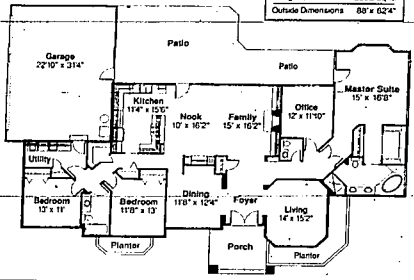 Outside Dimensions 88' x 62'4"
Patio
Garage
22'10" x 31'4"
Patio
Master Suite
15' x 16'8"
Kitchen
11'4" x 15'6"
Nook
10' x 16'2"
Family
15' x 16'2"
Office
12' x 11'10"
Utility
Bedroom
13' x 11'
Bedroom
11'8" x 13'
Dining
11'8" x 12'4"
Foyer
Living
14' x 15'2"
Planter
Porch
Planter